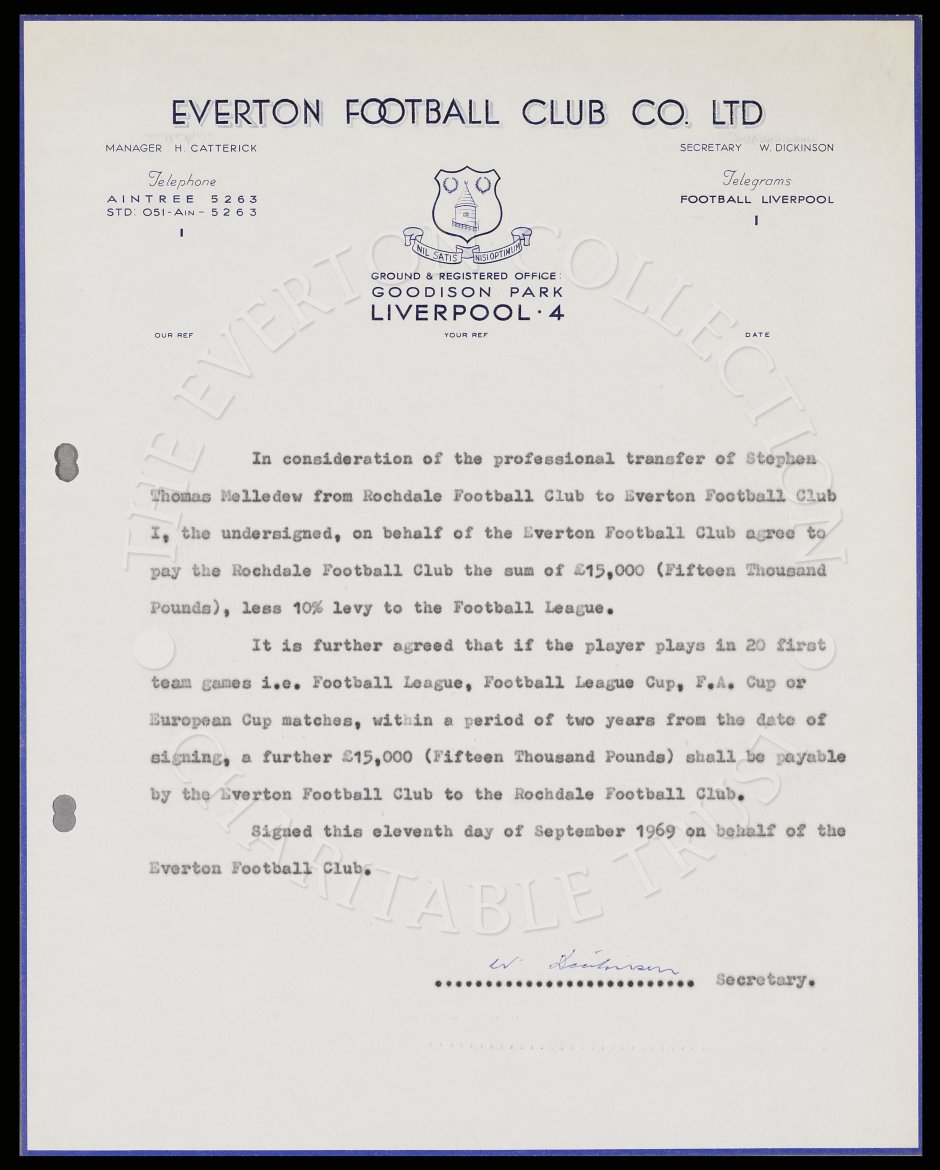 EVERTON FOOTBALL CLUB CO. LTD
MANAGER H. CATTERICK
SECRETARY W. DICKINSON
Telephone
AINTREE 5263
STD: 051-AIN-5263
Telegrams
FOOTBALL LIVERPOOL
NIL SATIS NISI OPTIMUM
GROUND & REGISTERED OFFICE:
GOODISON PARK
LIVERPOOL · 4
OUR REF
YOUR REF
DATE
THE EVERTON COLLECTION
In consideration of the professional transfer of Stephen
Thomas Melledew from Rochdale Football Club to Everton Football Club
I, the undersigned, on behalf of the Everton Football Club agree to
pay the Rochdale Football Club the sum of £15,000 (Fifteen Thousand
Pounds), less 10% levy to the Football League.
It is further agreed that if the player plays in 20 first
team games i.e. Football League, Football League Cup, F.A. Cup or
European Cup matches, within a period of two years from the date of
signing, a further £15,000 (Fifteen Thousand Pounds) shall be payable
by the Everton Football Club to the Rochdale Football Club.
Signed this eleventh day of September 1969 on behalf of the
Everton Football Club.
CHARITABLE TRUST
W. Dickinson
Secretary.